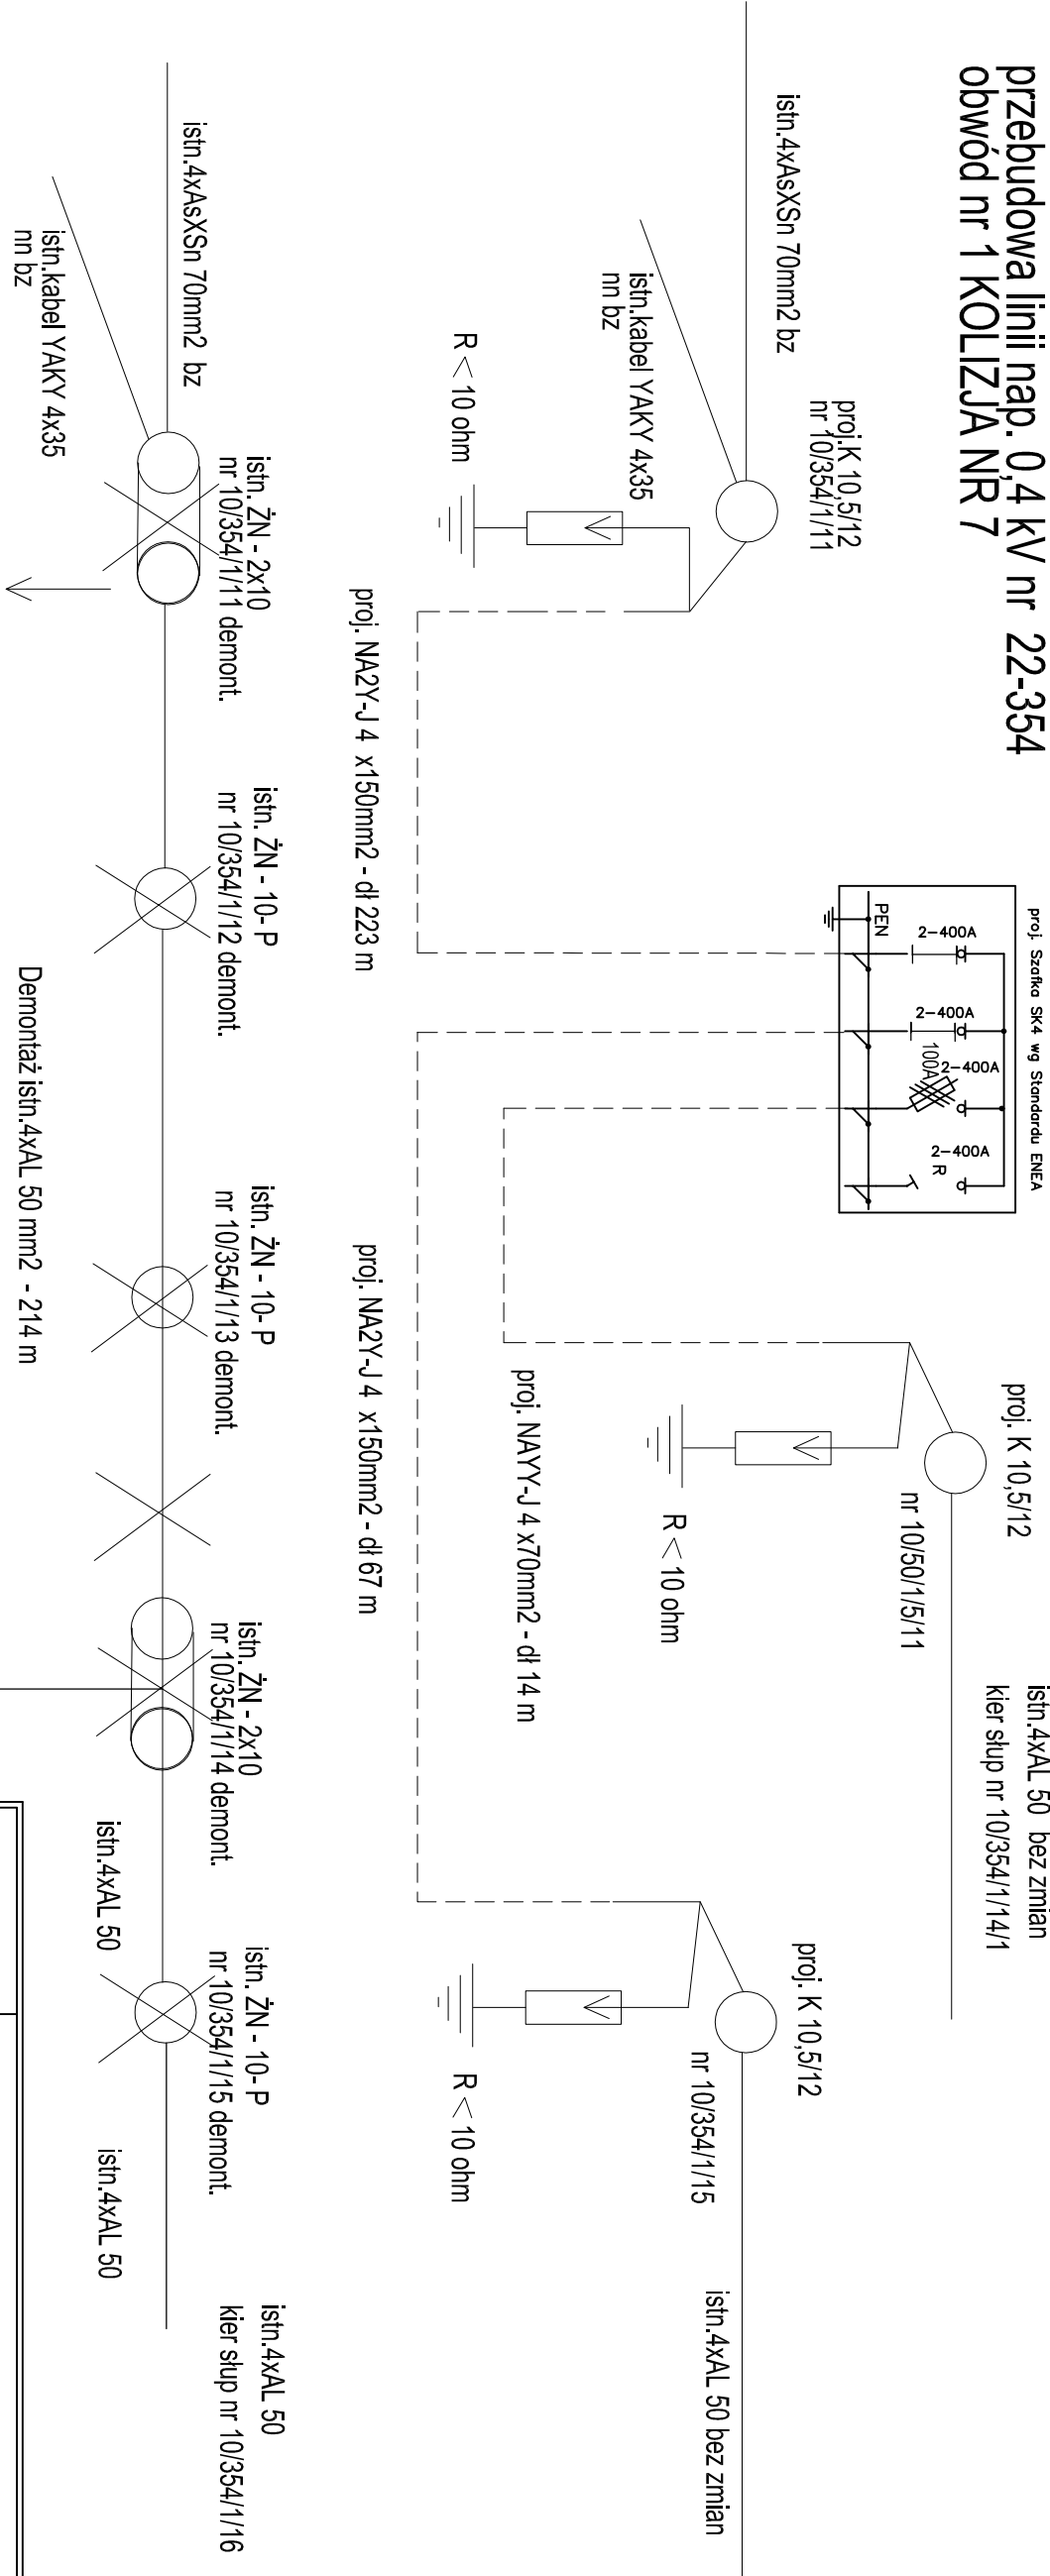 przebudowa linii nap. 0,4 kV nr 22-354
obwód nr 1 KOLIZJA NR 7
proj. Szafka SK4 wg Standardu ENEA
2-400A
2-400A
2-400A
100A
2-400A
R
PEN
istn.4xAL 50 bez zmian
kier słup nr 10/354/1/14/1
proj. K 10,5/12
nr 10/50/1/5/11
R < 10 ohm
istn.4xAsXSn 70mm2 bz
proj.K 10,5/12
nr 10/354/1/11
istn.kabel YAKY 4x35
nn bz
R < 10 ohm
proj. K 10,5/12
nr 10/354/1/15
istn.4xAL 50 bez zmian
R < 10 ohm
proj. NAYY-J 4 x70mm2 - dł 14 m
proj. NA2Y-J 4 x150mm2 - dł 223 m
proj. NA2Y-J 4 x150mm2 - dł 67 m
istn.4xAsXSn 70mm2 bz
istn.kabel YAKY 4x35
nn bz
istn. ŻN - 2x10
nr 10/354/1/11 demont.
istn. ŻN - 10- P
nr 10/354/1/12 demont.
istn. ŻN - 10- P
nr 10/354/1/13 demont.
istn. ŻN - 2x10
nr 10/354/1/14 demont.
istn. ŻN - 10- P
nr 10/354/1/15 demont.
istn.4xAL 50
kier słup nr 10/354/1/16
istn.4xAL 50
istn.4xAL 50
Demontaż istn.4xAL 50 mm2 - 214 m